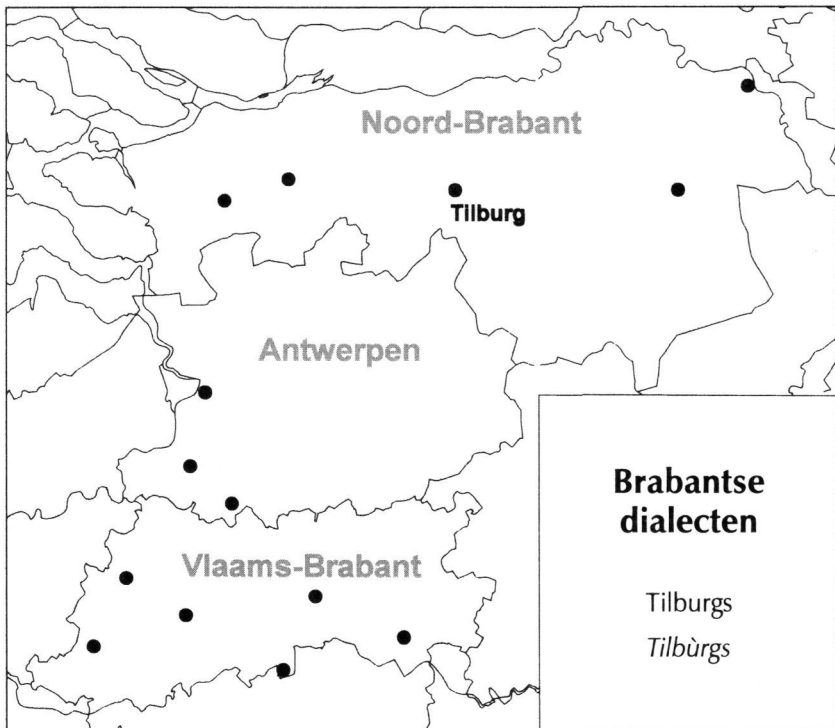 Noord-Brabant
Tilburg
Antwerpen
Vlaams-Brabant
Brabantse
dialecten
Tilburgs
Tilbùrgs